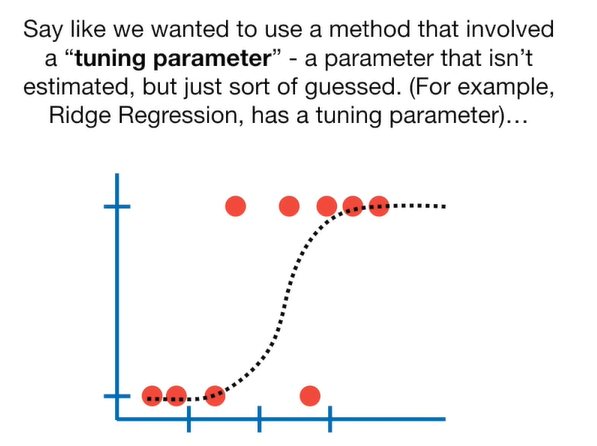 Say like we wanted to use a method that involved
a “tuning parameter” - a parameter that isn’t
estimated, but just sort of guessed. (For example,
Ridge Regression, has a tuning parameter)…